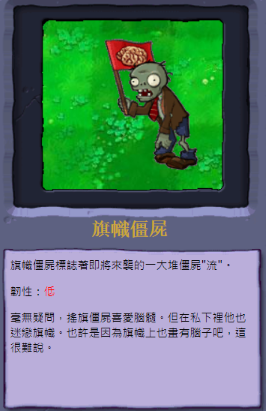 旗幟僵屍
旗幟僵屍標誌著即將來襲的一大堆僵屍"流"。
韌性：低
毫無疑問，搖旗僵屍喜愛腦髓。但在私下裡他也
迷戀旗幟。也許是因為旗幟上也畫有腦子吧，這
很難說。